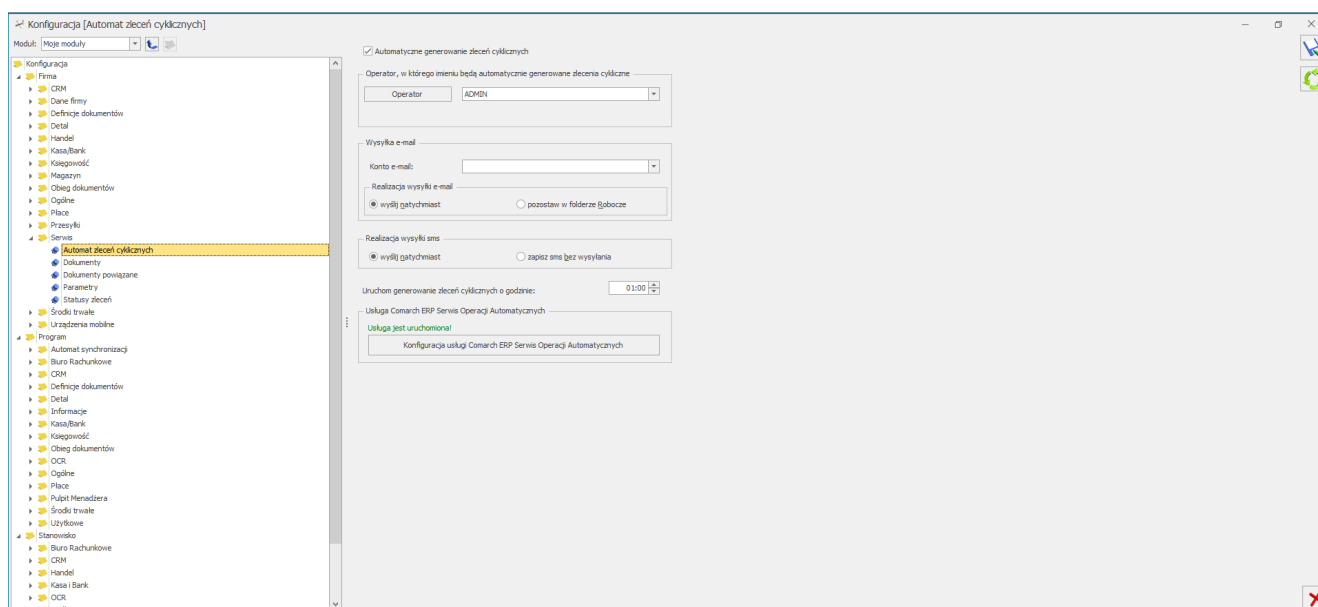 Konfiguracja [Automat zleceń cyklicznych]
Moduł: Moje moduły
Konfiguracja
Firma
CRM
Dane firmy
Definicje dokumentów
Detal
Handel
Kasa/Bank
Księgowość
Magazyn
Obieg dokumentów
Ogólne
Płace
Przesyłki
Serwis
Automat zleceń cyklicznych
Dokumenty
Dokumenty powiązane
Parametry
Statusy zleceń
Środki trwałe
Urządzenia mobilne
Program
Automat synchronizacji
Biuro Rachunkowe
CRM
Definicje dokumentów
Detal
Informacje
Kasa/Bank
Księgowość
Obieg dokumentów
OCR
Ogólne
Płace
Pulpit Menadżera
Środki trwałe
Użytkowe
Stanowisko
Biuro Rachunkowe
CRM
Handel
Kasa i Bank
OCR
Automatyczne generowanie zleceń cyklicznych
Operator, w którego imieniu będą automatycznie generowane zlecenia cykliczne
Operator ADMIN
Wysyłka e-mail
Konto e-mail:
Realizacja wysyłki e-mail
wyślij natychmiast pozostaw w folderze Robocze
Realizacja wysyłki sms
wyślij natychmiast zapisz sms bez wysyłania
Uruchom generowanie zleceń cyklicznych o godzinie: 01:00
Usługa Comarch ERP Serwis Operacji Automatycznych
Usługa jest uruchomiona!
Konfiguracja usługi Comarch ERP Serwis Operacji Automatycznych